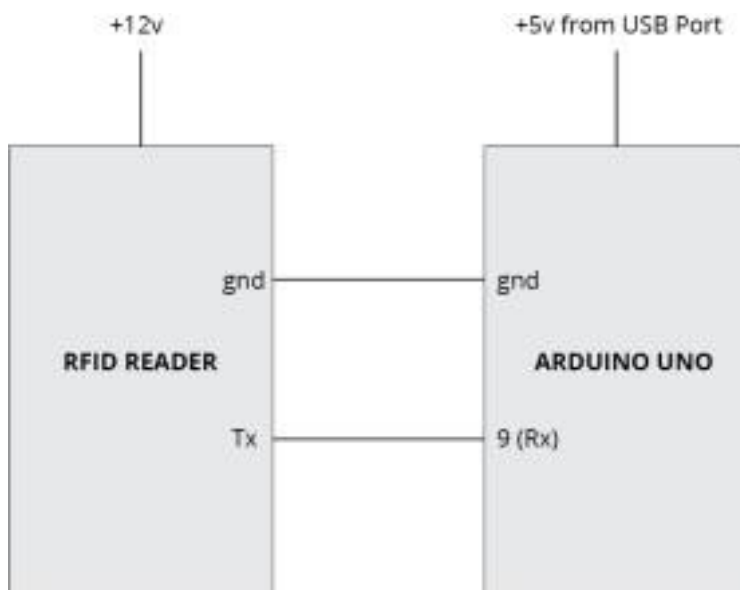 +12v
+5v from USB Port
gnd
gnd
RFID READER
ARDUINO UNO
Tx
9 (Rx)